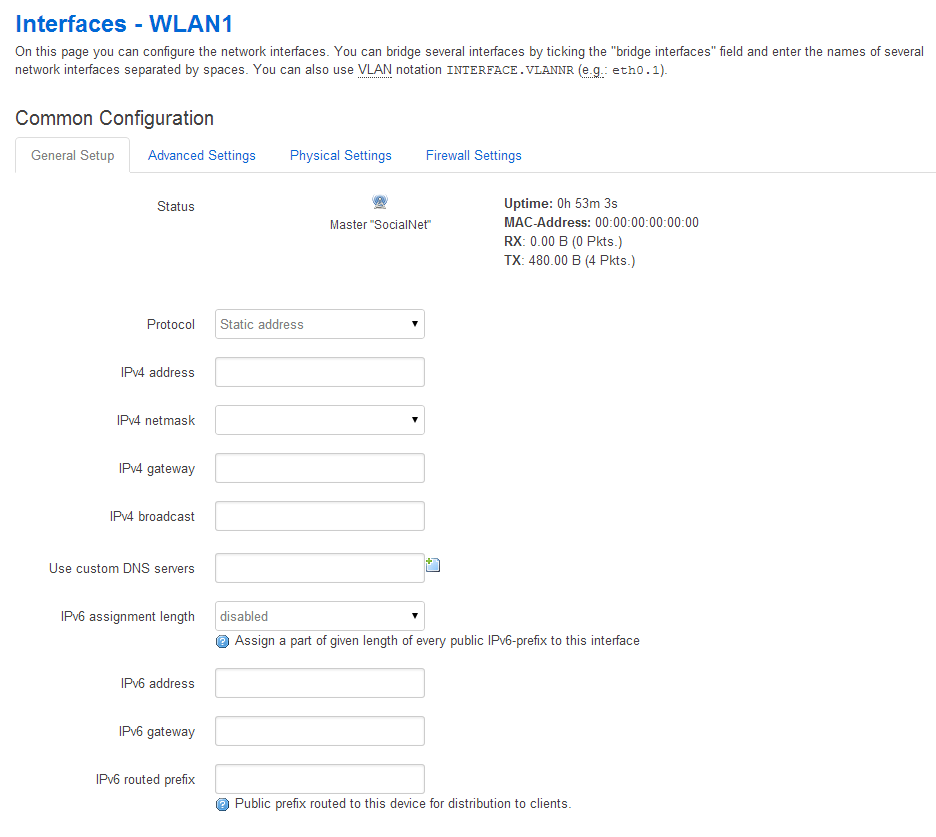 Interfaces - WLAN1
On this page you can configure the network interfaces. You can bridge several interfaces by ticking the "bridge interfaces" field and enter the names of several
network interfaces separated by spaces. You can also use VLAN notation INTERFACE.VLANNR (e.g.: eth0.1).
Common Configuration
General Setup Advanced Settings Physical Settings Firewall Settings
Status
Master "SocialNet"
Uptime: 0h 53m 3s
MAC-Address: 00:00:00:00:00:00
RX: 0.00 B (0 Pkts.)
TX: 480.00 B (4 Pkts.)
Protocol Static address
IPv4 address
IPv4 netmask
IPv4 gateway
IPv4 broadcast
Use custom DNS servers
IPv6 assignment length disabled
Assign a part of given length of every public IPv6-prefix to this interface
IPv6 address
IPv6 gateway
IPv6 routed prefix
Public prefix routed to this device for distribution to clients.